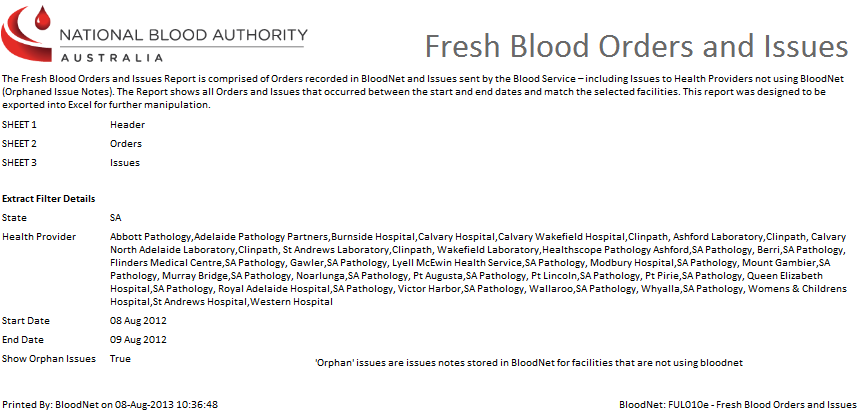 NATIONAL BLOOD AUTHORITY
AUSTRALIA
Fresh Blood Orders and Issues
The Fresh Blood Orders and Issues Report is comprised of Orders recorded in BloodNet and Issues sent by the Blood Service – including Issues to Health Providers not using BloodNet
(Orphaned Issue Notes). The Report shows all Orders and Issues that occurred between the start and end dates and match the selected facilities. This report was designed to be
exported into Excel for further manipulation.
SHEET 1 Header
SHEET 2 Orders
SHEET 3 Issues
Extract Filter Details
State SA
Health Provider Abbott Pathology,Adelaide Pathology Partners,Burnside Hospital,Calvary Hospital,Calvary Wakefield Hospital,Clinpath, Ashford Laboratory,Clinpath, Calvary
North Adelaide Laboratory,Clinpath, St Andrews Laboratory,Clinpath, Wakefield Laboratory,Healthscope Pathology Ashford,SA Pathology, Berri,SA Pathology,
Flinders Medical Centre,SA Pathology, Gawler,SA Pathology, Lyell McEwin Health Service,SA Pathology, Modbury Hospital,SA Pathology, Mount Gambier,SA
Pathology, Murray Bridge,SA Pathology, Noarlunga,SA Pathology, Pt Augusta,SA Pathology, Pt Lincoln,SA Pathology, Pt Pirie,SA Pathology, Queen Elizabeth
Hospital,SA Pathology, Royal Adelaide Hospital,SA Pathology, Victor Harbor,SA Pathology, Wallaroo,SA Pathology, Whyalla,SA Pathology, Womens & Childrens
Hospital,St Andrews Hospital,Western Hospital
Start Date 08 Aug 2012
End Date 09 Aug 2012
Show Orphan Issues True 'Orphan' issues are issues notes stored in BloodNet for facilities that are not using bloodnet
Printed By: BloodNet on 08-Aug-2013 10:36:48 BloodNet: FUL010e - Fresh Blood Orders and Issues